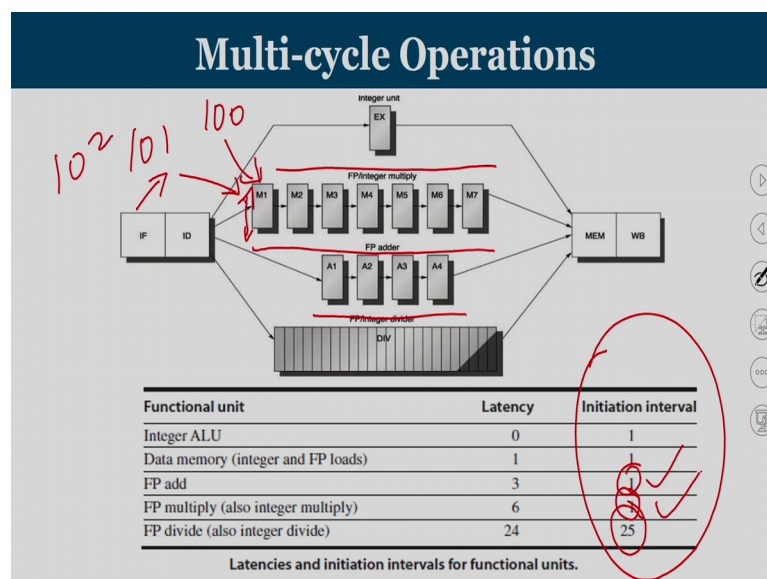 Multi-cycle Operations
Integer unit
EX
100
101
10²
FP/integer multiply
M1 M2 M3 M4 M5 M6 M7
IF ID
MEM WB
FP adder
A1 A2 A3 A4
FP/integer divider
DIV
Functional unit Latency Initiation interval
Integer ALU 0 1
Data memory (integer and FP loads) 1 1
FP add 3 1
FP multiply (also integer multiply) 6 1
FP divide (also integer divide) 24 25
Latencies and initiation intervals for functional units.